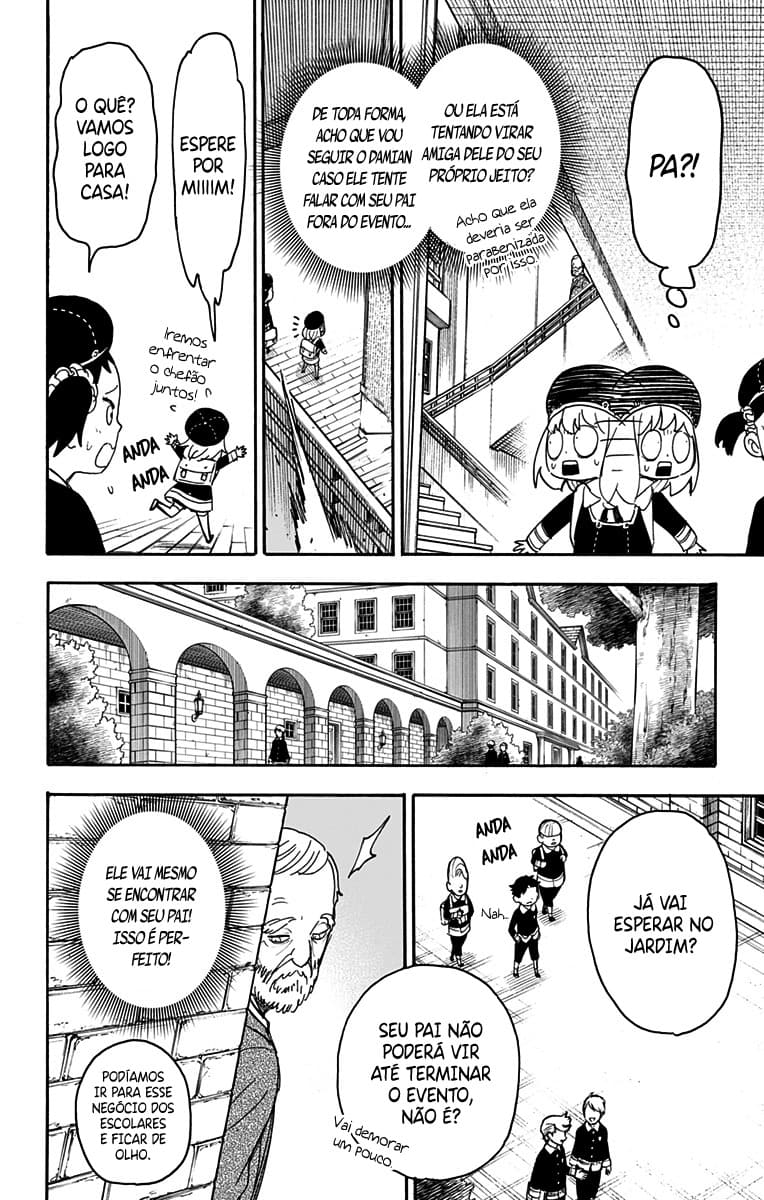 PA?!
OU ELA ESTÁ
TENTANDO VIRAR
AMIGA DELE DO SEU
PRÓPRIO JEITO?
Acho que ela
deveria ser
parabenizada
por isso.
DE TODA FORMA,
ACHO QUE VOU
SEGUIR O DAMIAN
CASO ELE TENTE
FALAR COM SEU PAI
FORA DO EVENTO...
ESPERE
POR
MIIIIM!
O QUÊ?
VAMOS
LOGO
PARA
CASA!
Iremos
enfrentar
o chefão
juntos!
ANDA
ANDA
JÁ VAI
ESPERAR NO
JARDIM?
ANDA
ANDA
Nah...
SEU PAI NÃO
PODERÁ VIR
ATÉ TERMINAR
O EVENTO,
NÃO É?
Vai demorar
um pouco.
ELE VAI MESMO
SE ENCONTRAR
COM SEU PAI!
ISSO É PER-
FEITO!
PODÍAMOS
IR PARA ESSE
NEGÓCIO DOS
ESCOLARES
E FICAR DE
OLHO.